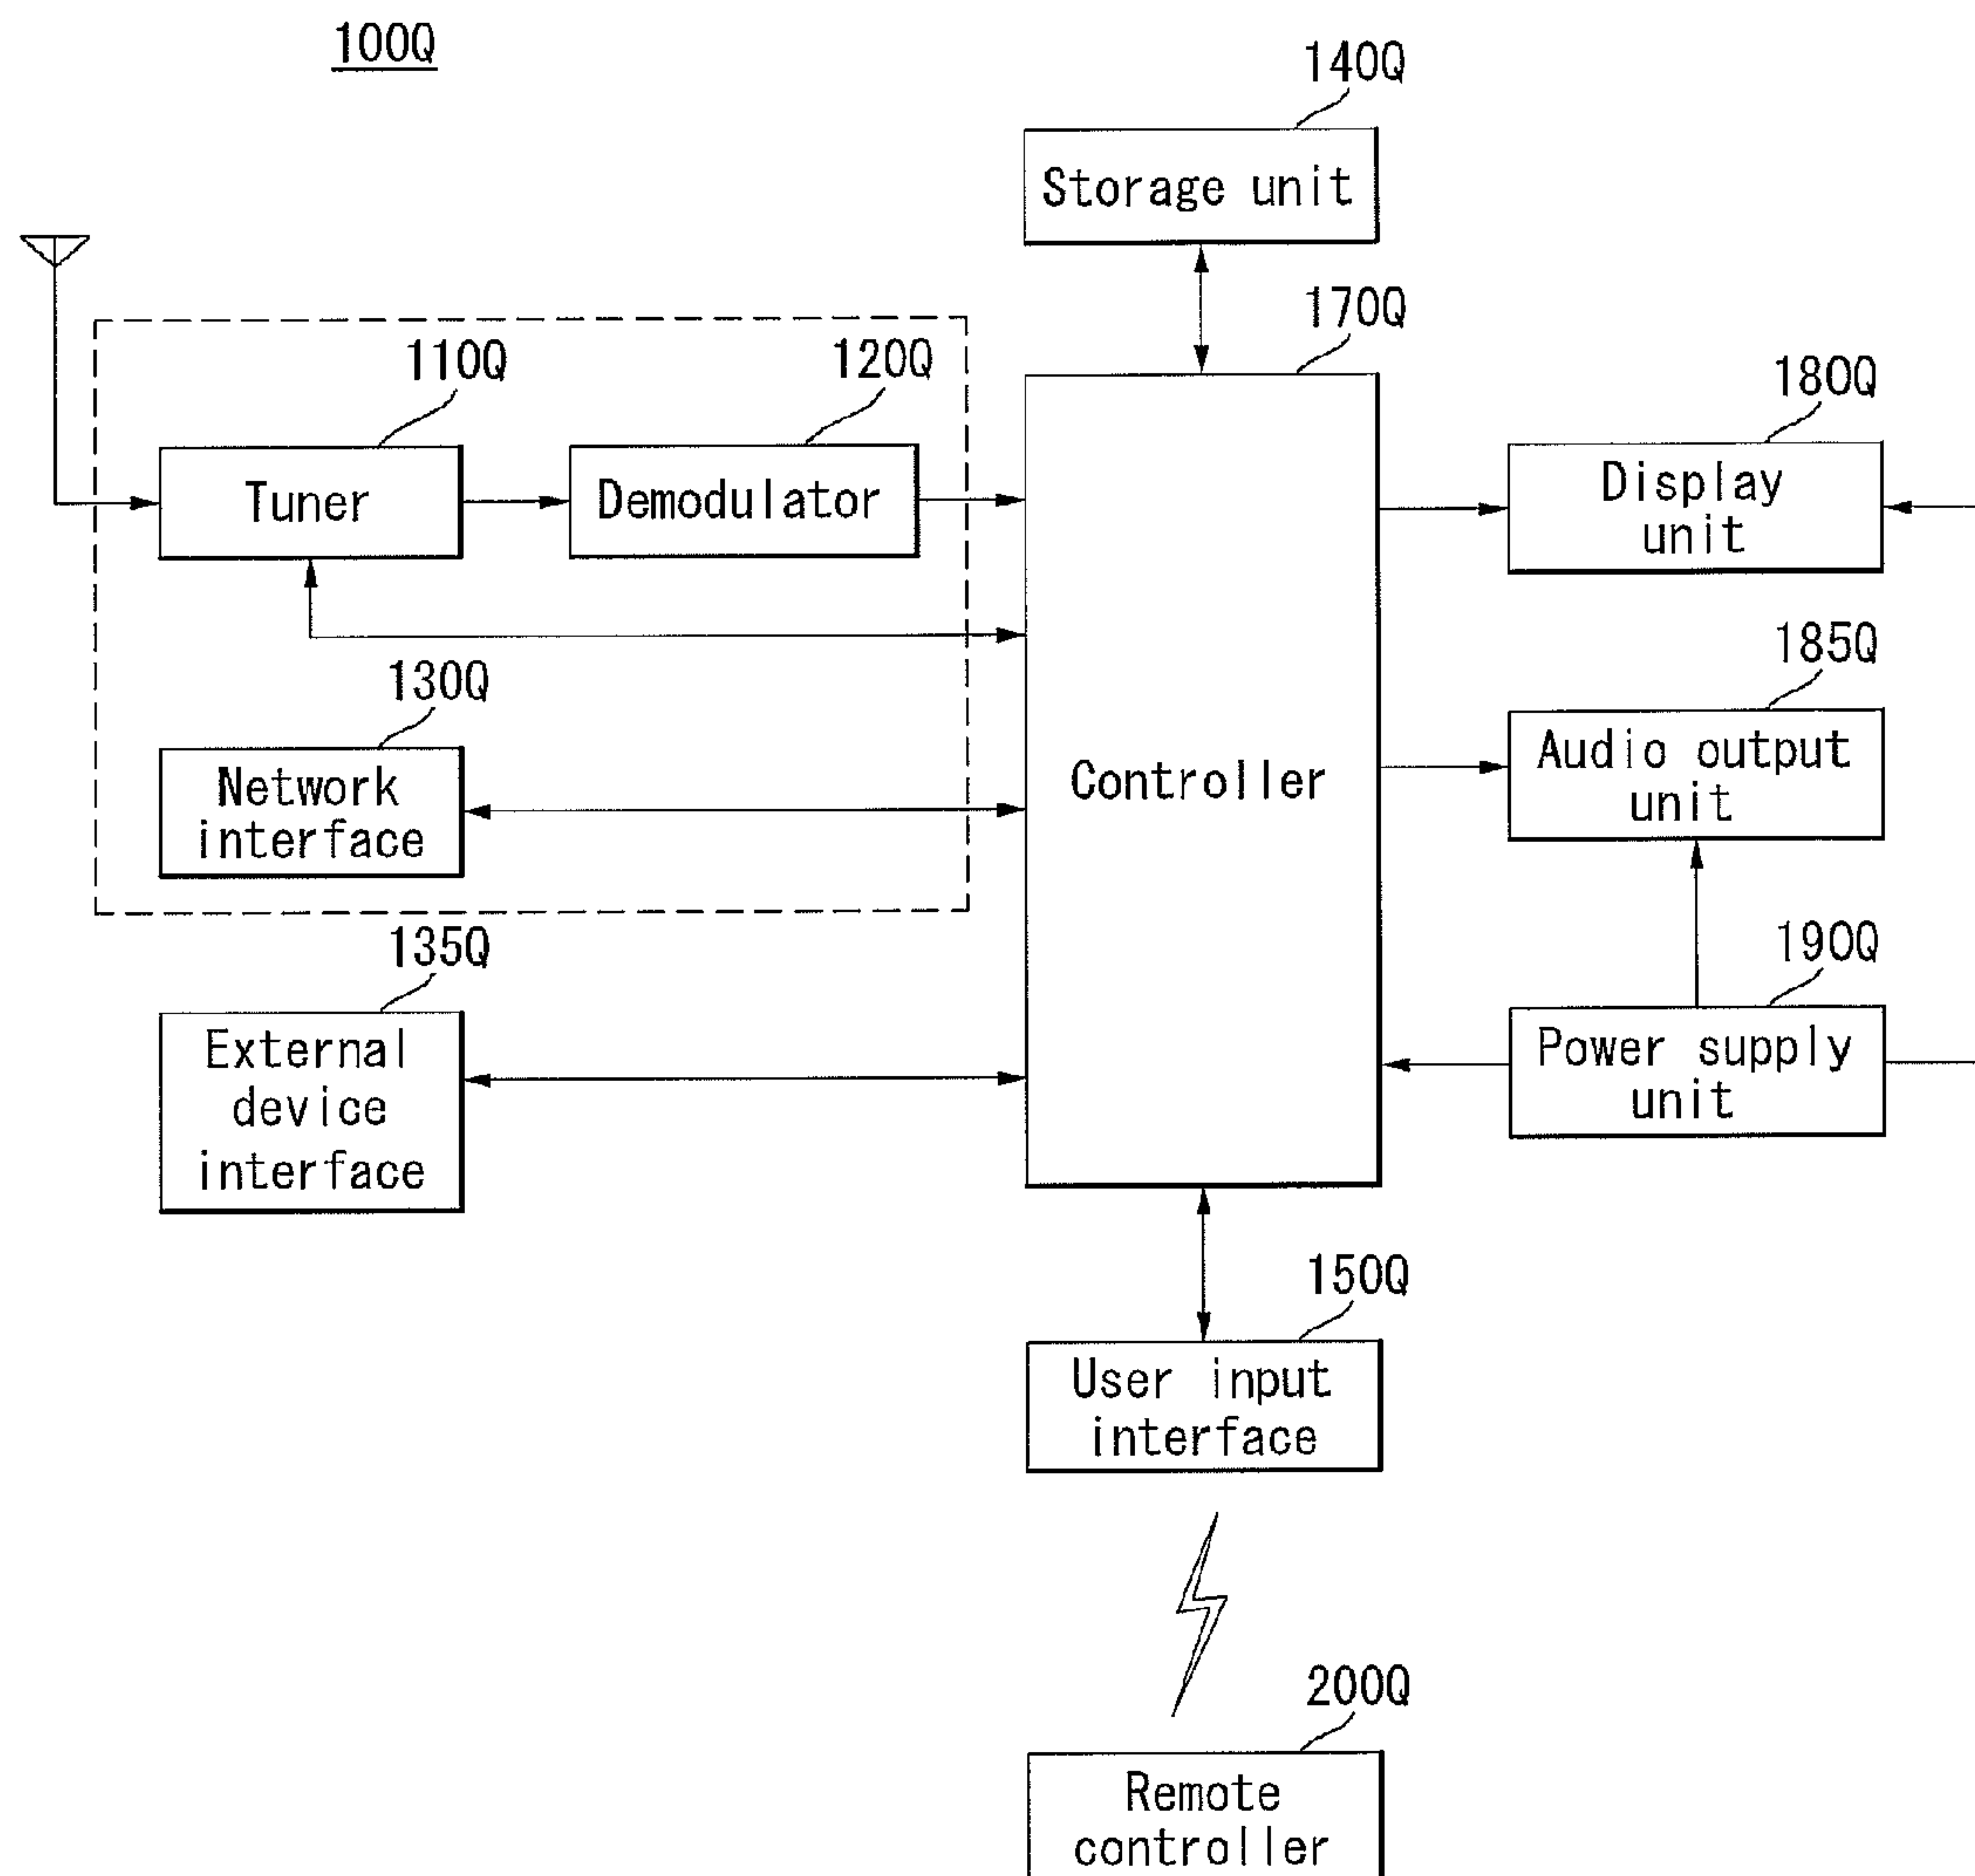 100Q
140Q
Storage unit
170Q
110Q
120Q
180Q
Tuner
Demodulator
Display
unit
130Q
185Q
Network
interface
Controller
Audio output
unit
135Q
190Q
External
device
interface
Power supply
unit
150Q
User input
interface
200Q
Remote
controller